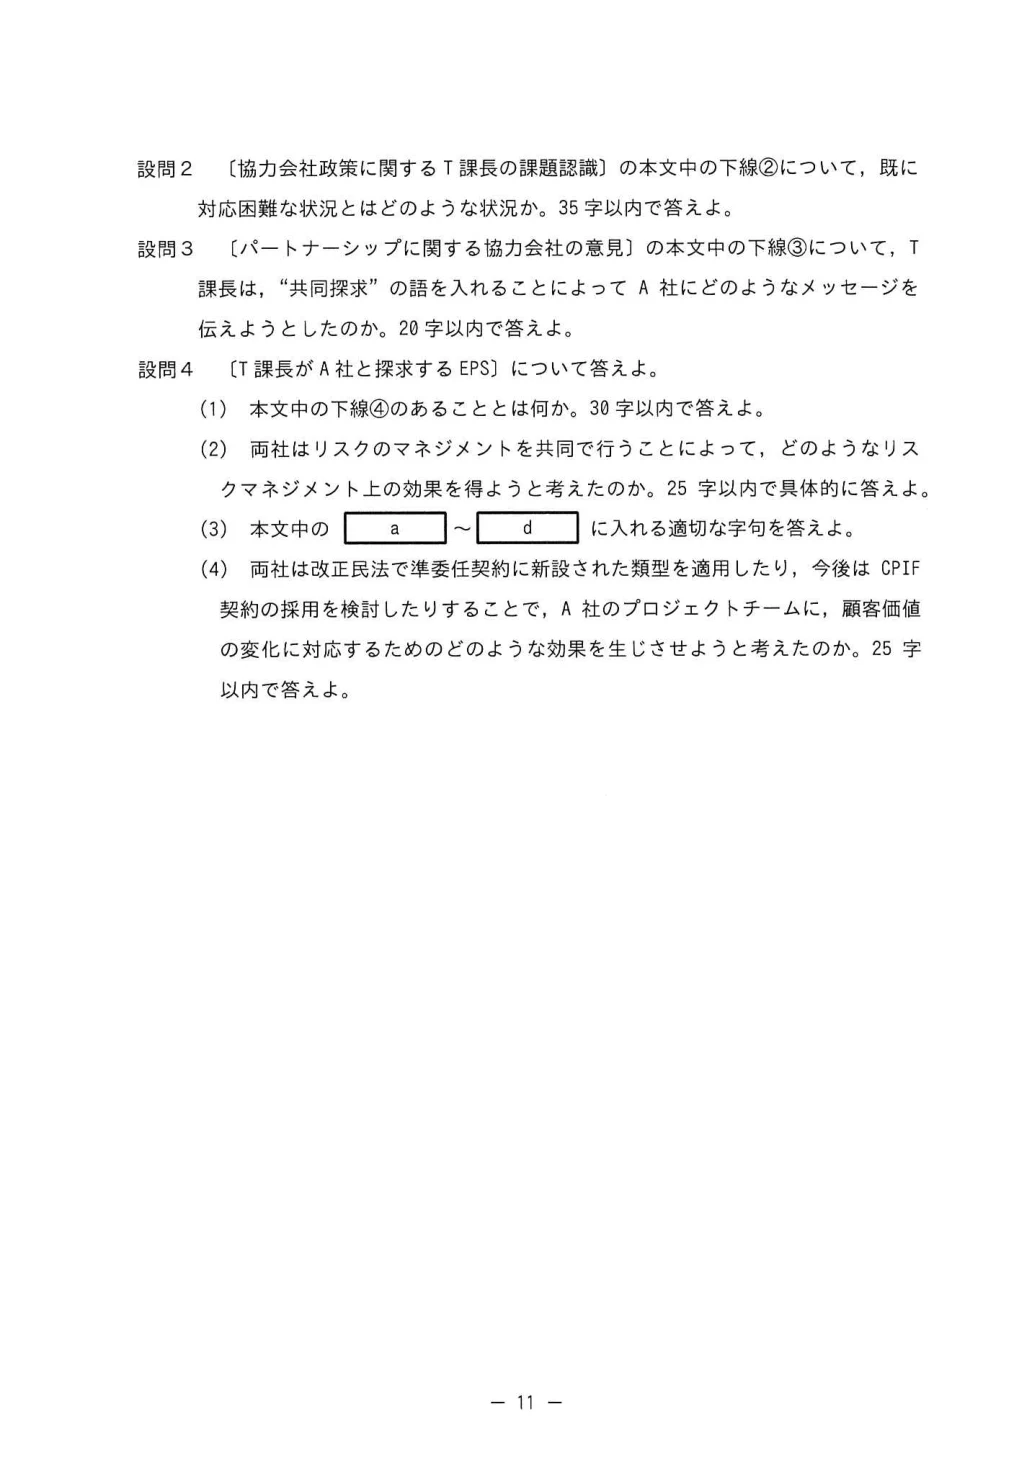 設問２　〔協力会社政策に関するＴ課長の課題認識〕の本文中の下線②について，既に
対応困難な状況とはどのような状況か。35字以内で答えよ。
設問３　〔パートナーシップに関する協力会社の意見〕の本文中の下線③について，Ｔ
課長は，“共同探求”の語を入れることによって A 社にどのようなメッセージを
伝えようとしたのか。20字以内で答えよ。
設問４　〔T課長がA社と探求するEPS〕について答えよ。
(1)　本文中の下線④のあることとは何か。30字以内で答えよ。
(2)　両社はリスクのマネジメントを共同で行うことによって，どのようなリス
クマネジメント上の効果を得ようと考えたのか。25 字以内で具体的に答えよ。
(3)　本文中の a ～ d に入れる適切な字句を答えよ。
(4)　両社は改正民法で準委任契約に新設された類型を適用したり，今後は CPIF
契約の採用を検討したりすることで，A 社のプロジェクトチームに，顧客価値
の変化に対応するためのどのような効果を生じさせようと考えたのか。25 字
以内で答えよ。
－ 11 －